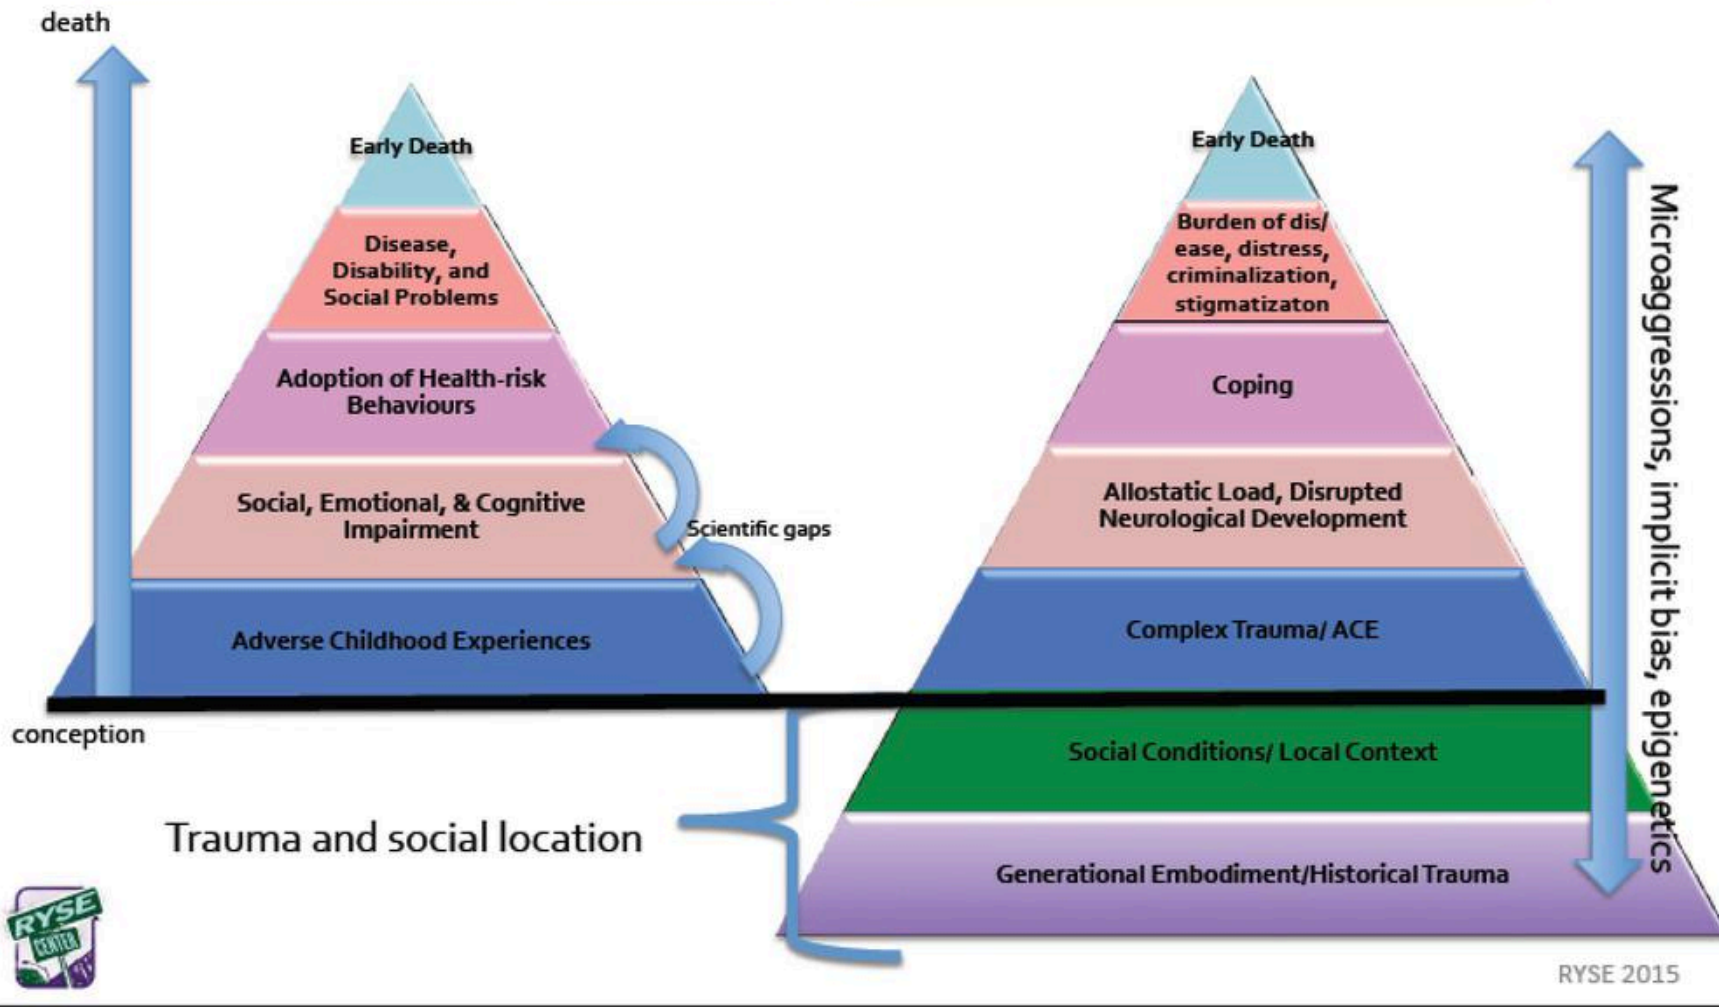 death
Early Death
Disease,
Disability, and
Social Problems
Adoption of Health-risk
Behaviours
Social, Emotional, & Cognitive
Impairment
Scientific gaps
Adverse Childhood Experiences
conception
Early Death
Burden of dis/
ease, distress,
criminalization,
stigmatizaton
Coping
Allostatic Load, Disrupted
Neurological Development
Complex Trauma/ ACE
Social Conditions/ Local Context
Generational Embodiment/Historical Trauma
Microaggressions, implicit bias, epigenetics
Trauma and social location
RYSE
CENTER
RYSE 2015